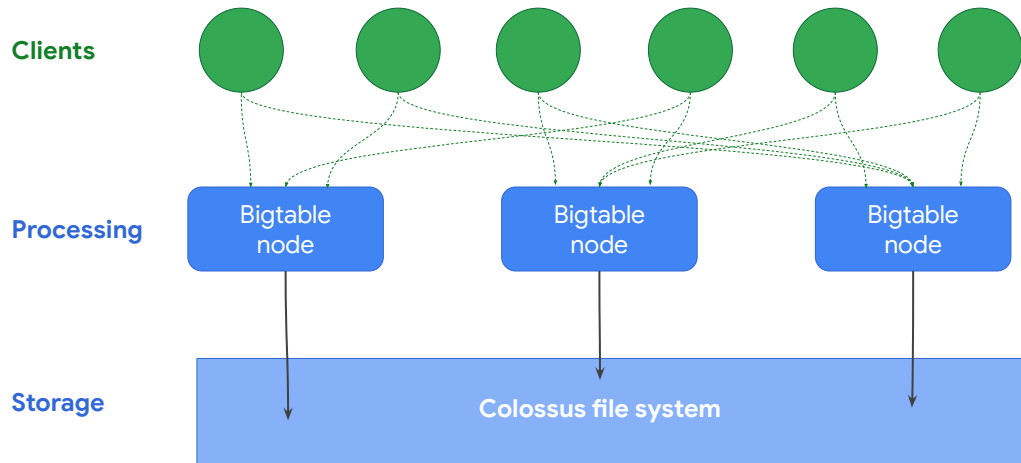 Clients
Processing
Bigtable
node
Bigtable
node
Bigtable
node
Storage
Colossus file system